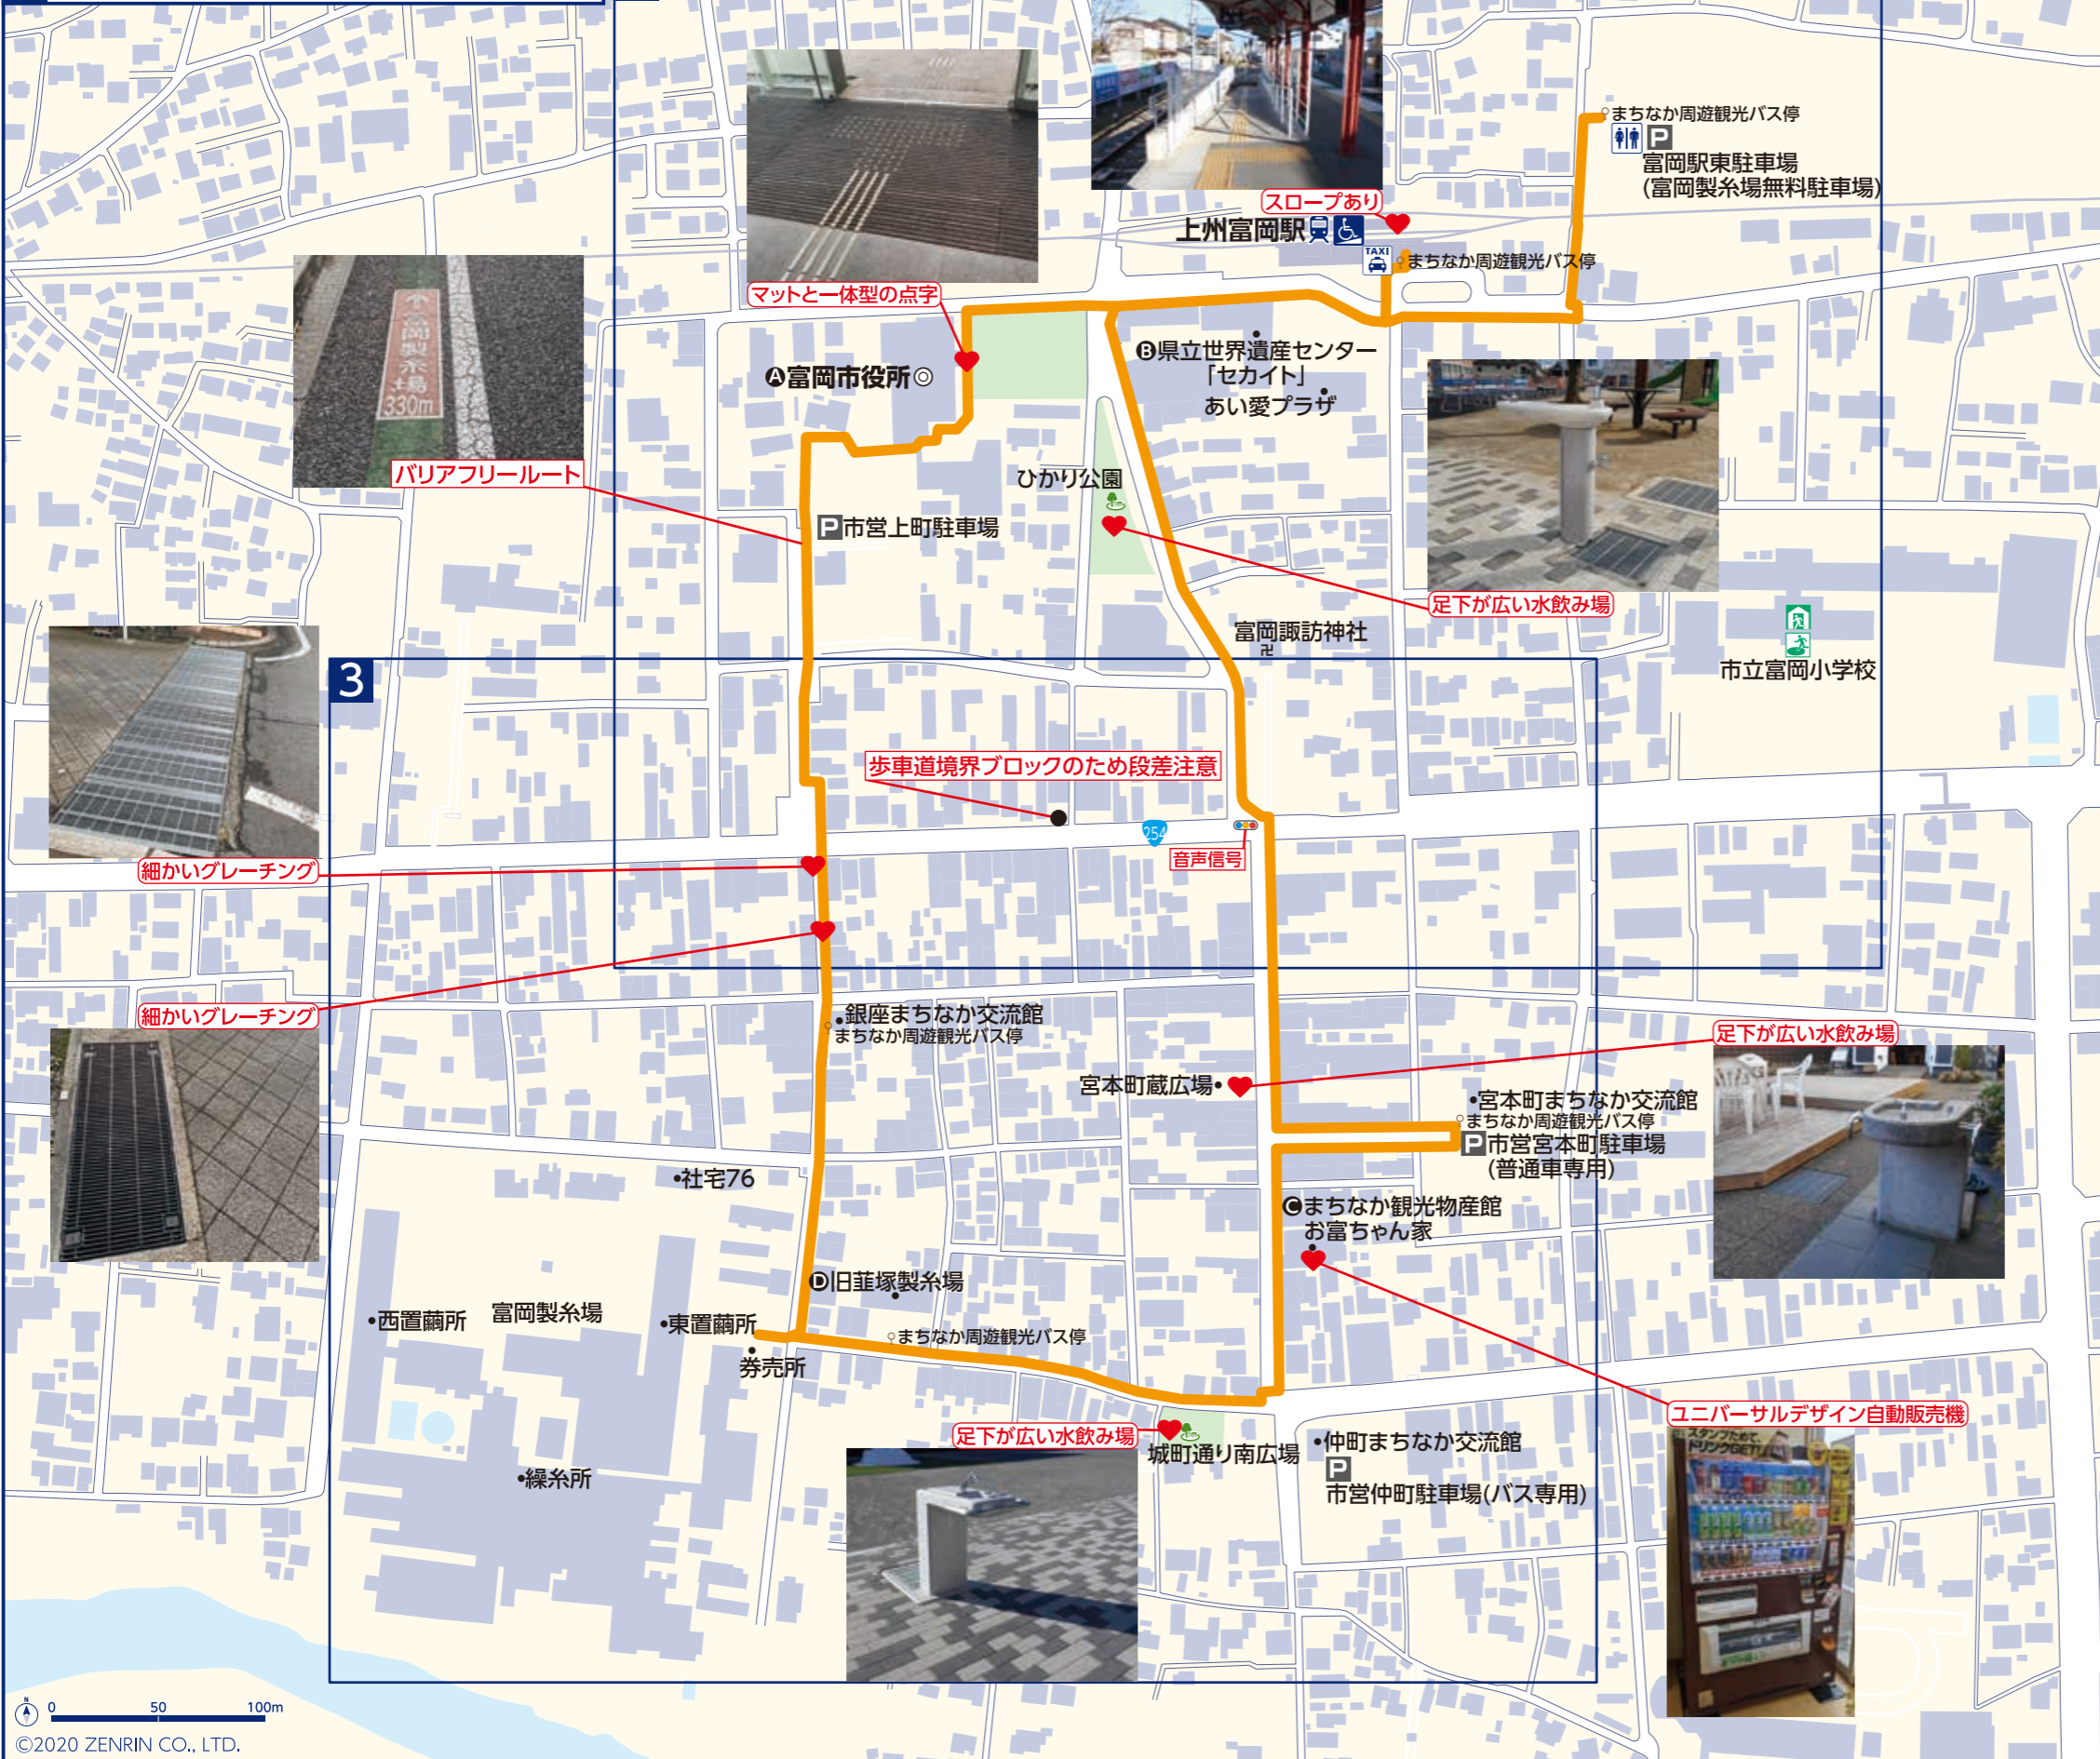 まちなか周遊観光バス停
P
富岡駅東駐車場
(富岡製糸場無料駐車場)
スロープあり
上州富岡駅
TAXI
まちなか周遊観光バス停
マットと一体型の点字
富岡製糸場
330m
A富岡市役所◎
B県立世界遺産センター
「セカイト」
あい愛プラザ
バリアフリールート
ひかり公園
P市営上町駐車場
足下が広い水飲み場
富岡諏訪神社
卍
市立富岡小学校
3
歩車道境界ブロックのため段差注意
254
音声信号
細かいグレーチング
細かいグレーチング
・銀座まちなか交流館
まちなか周遊観光バス停
足下が広い水飲み場
宮本町蔵広場・
・宮本町まちなか交流館
まちなか周遊観光バス停
P市営宮本町駐車場
(普通車専用)
・社宅76
Cまちなか観光物産館
お富ちゃん家
D旧韮塚製糸場
・西置繭所
富岡製糸場
・東置繭所
まちなか周遊観光バス停
券売所
ユニバーサルデザイン自動販売機
スタンプためて、
ドリンクGET!
足下が広い水飲み場
城町通り南広場
・仲町まちなか交流館
P
市営仲町駐車場(バス専用)
・繰糸所
N
0 50 100m
©2020 ZENRIN CO., LTD.